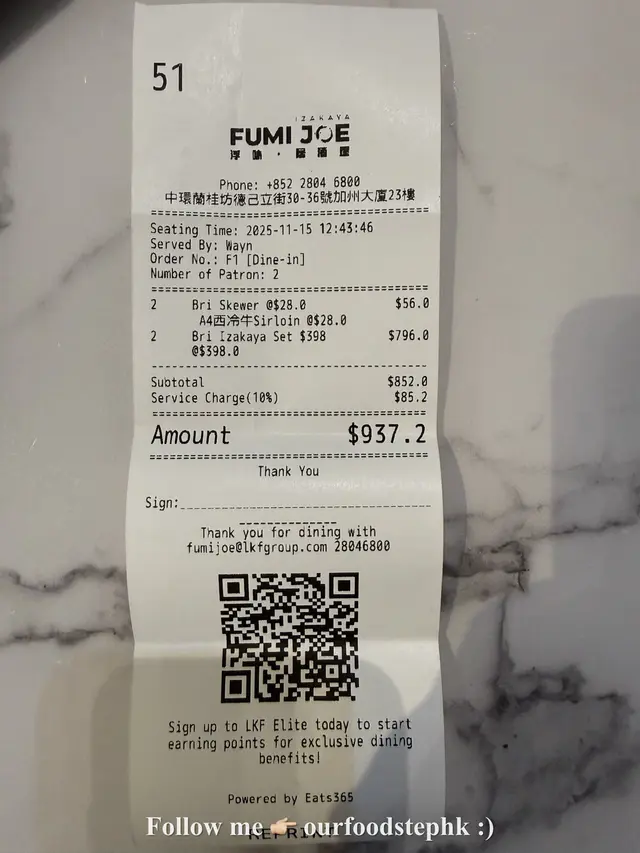 51
IZAKAYA
FUMI JOE
浮味・居酒屋
Phone: +852 2804 6800
中環蘭桂坊德己立街30-36號加州大廈23樓
Seating Time: 2025-11-15 12:43:46
Served By: Wayn
Order No.: F1 [Dine-in]
Number of Patron: 2
2 Bri Skewer @$28.0 $56.0
A4西冷牛Sirloin @$28.0
2 Bri Izakaya Set $398 $796.0
@$398.0
Subtotal $852.0
Service Charge(10%) $85.2
Amount $937.2
Thank You
Sign:
Thank you for dining with
fumijoe@lkfgroup.com 28046800
Sign up to LKF Elite today to start
earning points for exclusive dining
benefits!
Powered by Eats365
REPRINT
Follow me 👉🏻 ourfoodstephk :)